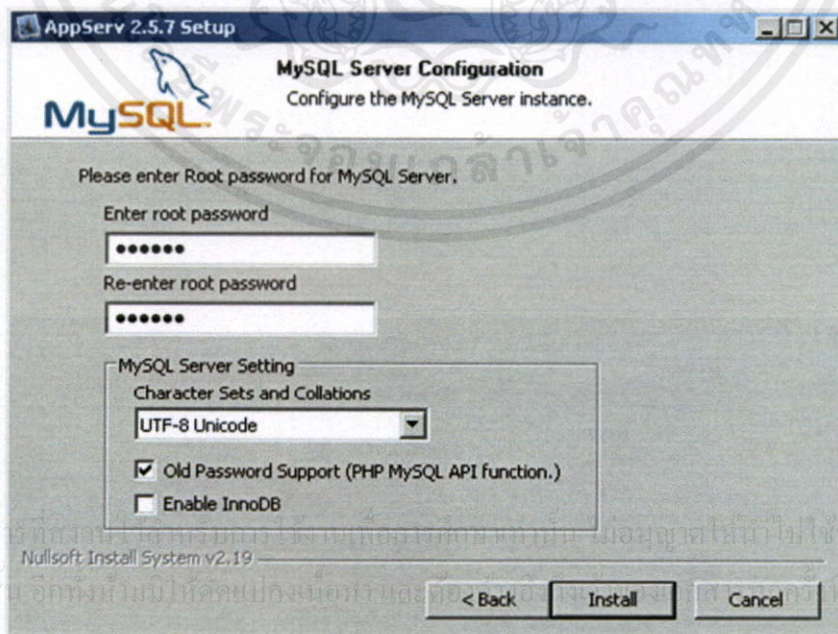 AppServ 2.5.7 Setup
MySQL
MySQL Server Configuration
Configure the MySQL Server instance.
Please enter Root password for MySQL Server.
Enter root password
••••••
Re-enter root password
••••••
MySQL Server Setting
Character Sets and Collations
UTF-8 Unicode
Old Password Support (PHP MySQL API function.)
Enable InnoDB
Nullsoft Install System v2.19
< Back
Install
Cancel